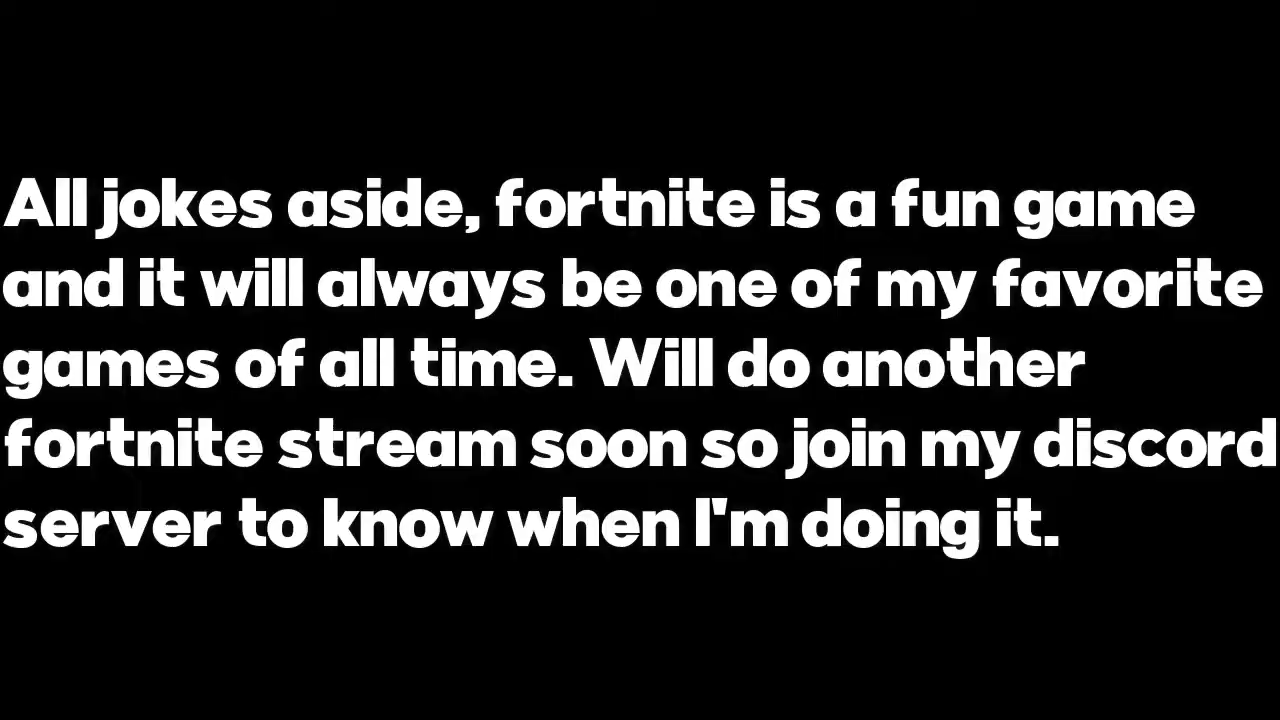 All jokes aside, fortnite is a fun game
and it will always be one of my favorite
games of all time. Will do another
fortnite stream soon so join my discord
server to know when I'm doing it.